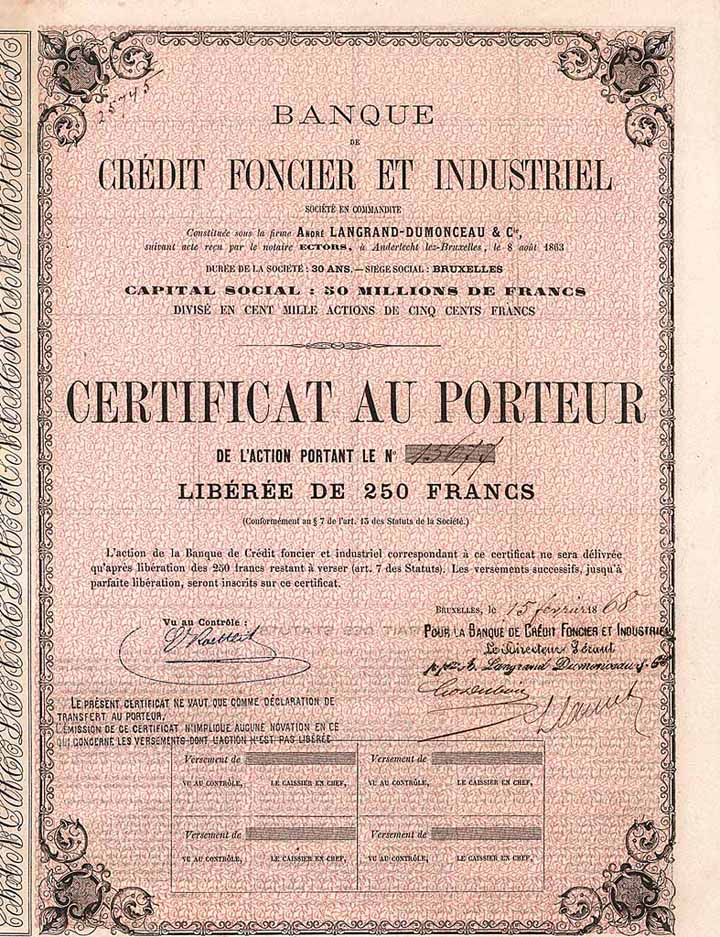 25,745
BANQUE
DE
CRÉDIT FONCIER ET INDUSTRIEL
SOCIÉTÉ EN COMMANDITE
Constituée sous la firme ANDRÉ LANGRAND-DUMONCEAU & Cie,
suivant acte reçu par le notaire ECTORS, à Anderlecht lez-Bruxelles, le 8 août 1863
DURÉE DE LA SOCIÉTÉ : 30 ANS. — SIÈGE SOCIAL : BRUXELLES
CAPITAL SOCIAL : 50 MILLIONS DE FRANCS
DIVISÉ EN CENT MILLE ACTIONS DE CINQ CENTS FRANCS
CERTIFICAT AU PORTEUR
DE L'ACTION PORTANT LE No
LIBÉRÉE DE 250 FRANCS
(Conformément au § 7 de l'art. 15 des Statuts de la Société.)
L'action de la Banque de Crédit foncier et industriel correspondant à ce certificat ne sera délivrée
qu'après libération des 250 francs restant à verser (art. 7 des Statuts). Les versements successifs, jusqu'à
parfaite libération, seront inscrits sur ce certificat.
BRUXELLES, le 15 février 1868
Vu au Contrôle :
POUR LA BANQUE DE CRÉDIT FONCIER ET INDUSTRIEL
Le Directeur Gérant
A. Langrand Dumonceau & Cie
LE PRÉSENT CERTIFICAT NE VAUT QUE COMME DÉCLARATION DE
TRANSFERT AU PORTEUR,
L'ÉMISSION DE CE CERTIFICAT N'IMPLIQUE AUCUNE NOVATION EN CE
QUI CONCERNE LES VERSEMENTS DONT L'ACTION N'EST PAS LIBÉRÉE
Versement de Versement de
VU AU CONTRÔLE, LE CAISSIER EN CHEF, VU AU CONTRÔLE, LE CAISSIER EN CHEF,
Versement de Versement de
VU AU CONTRÔLE, LE CAISSIER EN CHEF, VU AU CONTRÔLE, LE CAISSIER EN CHEF,